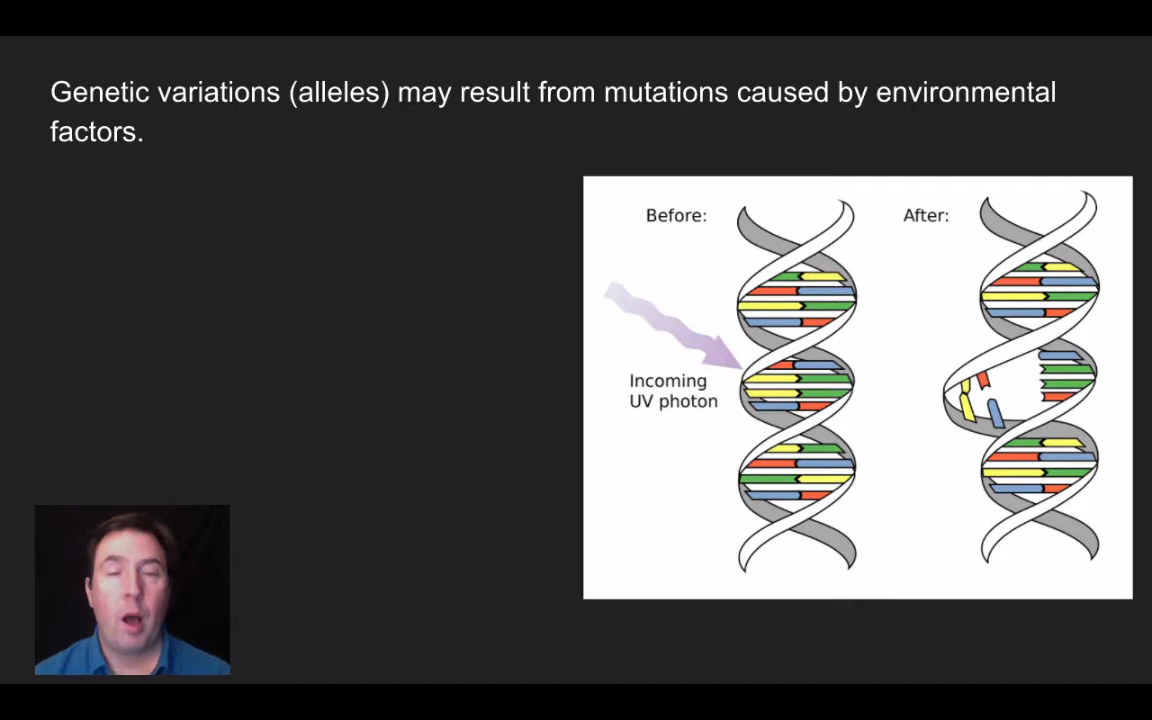 Genetic variations (alleles) may result from mutations caused by environmental
factors.
Before:
After:
Incoming
UV photon